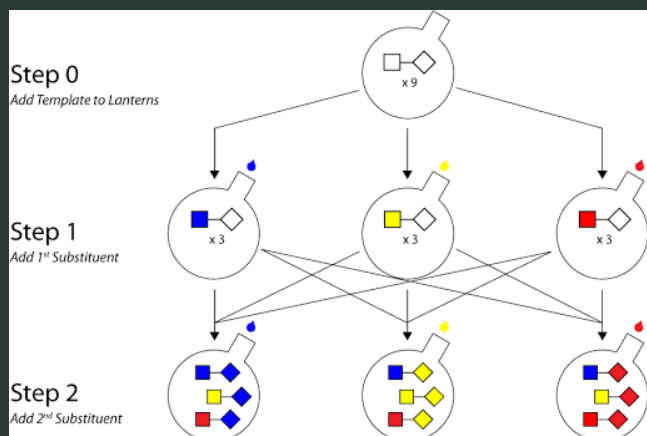 Step 0
Add Template to Lanterns
x 9
Step 1
Add 1st Substituent
x 3
x 3
x 3
Step 2
Add 2nd Substituent